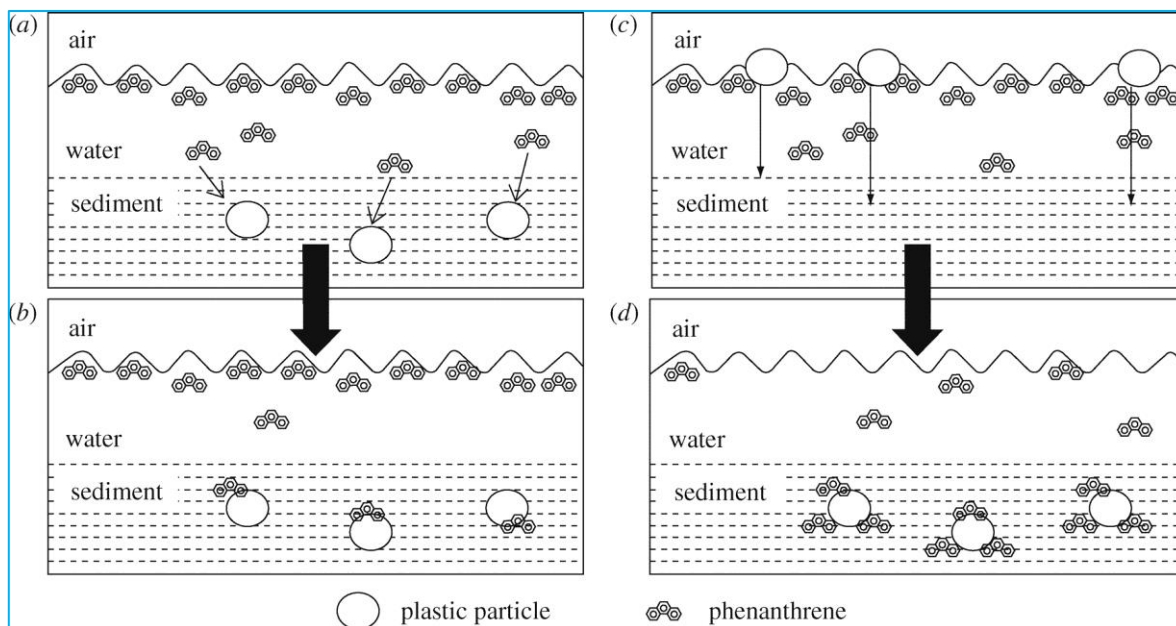 (a)
air
water
sediment
(c)
air
water
sediment
(b)
air
water
sediment
(d)
air
water
sediment
plastic particle
phenanthrene